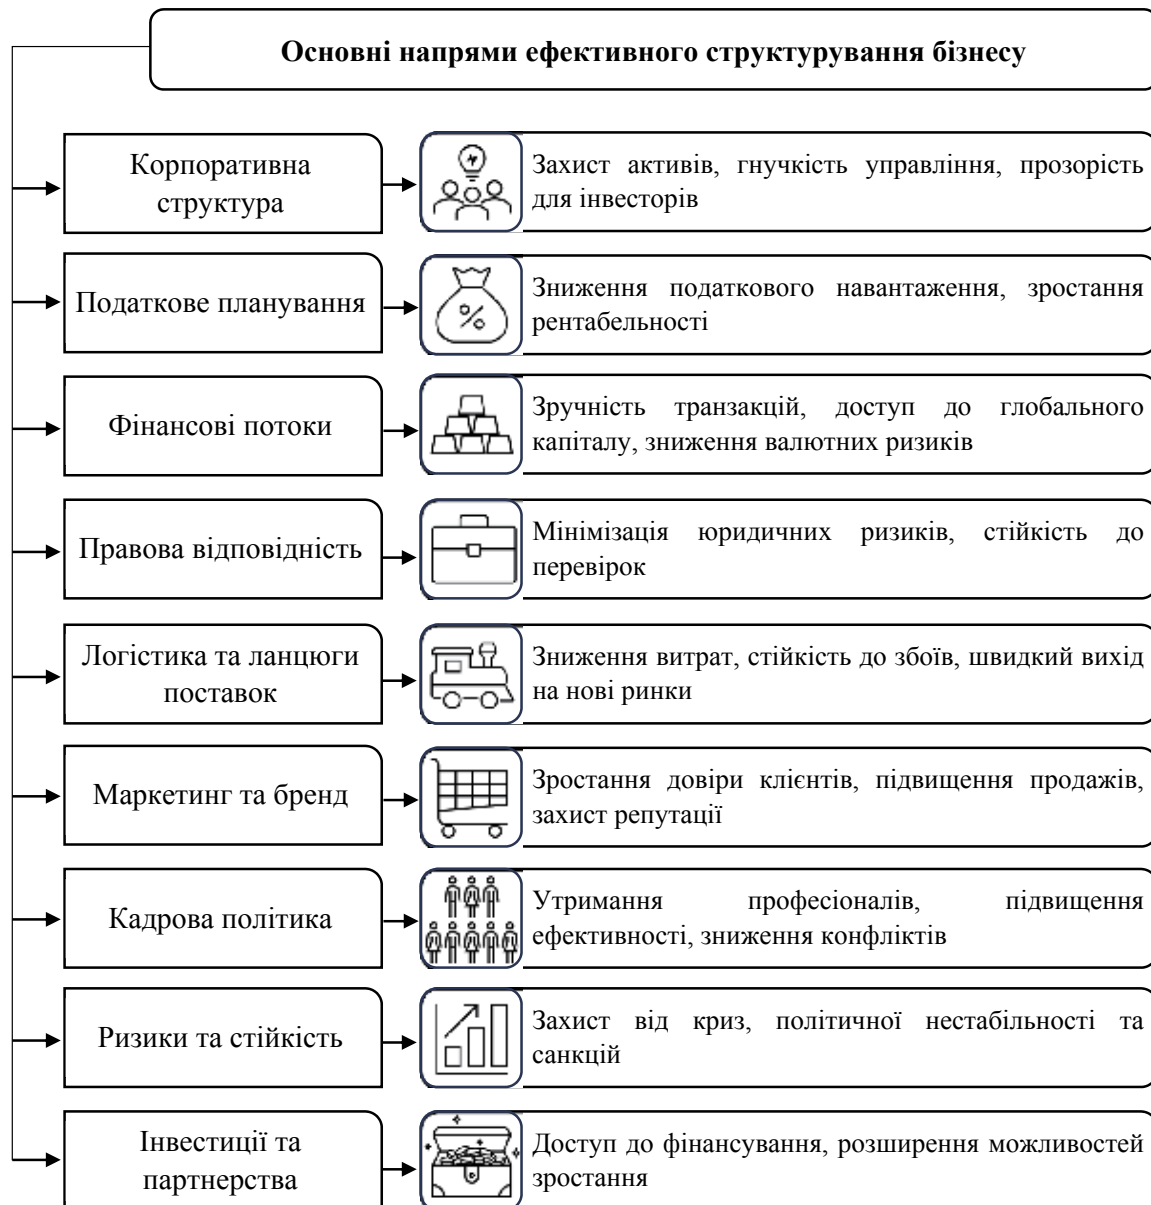 Основні напрями ефективного структурування бізнесу
Корпоративна
структура
Захист активів, гнучкість управління, прозорість
для інвесторів
Податкове планування
Зниження податкового навантаження, зростання
рентабельності
Фінансові потоки
Зручність транзакцій, доступ до глобального
капіталу, зниження валютних ризиків
Правова відповідність
Мінімізація юридичних ризиків, стійкість до
перевірок
Логістика та ланцюги
поставок
Зниження витрат, стійкість до збоїв, швидкий вихід
на нові ринки
Маркетинг та бренд
Зростання довіри клієнтів, підвищення продажів,
захист репутації
Кадрова політика
Утримання професіоналів, підвищення
ефективності, зниження конфліктів
Ризики та стійкість
Захист від криз, політичної нестабільності та
санкцій
Інвестиції та
партнерства
Доступ до фінансування, розширення можливостей
зростання